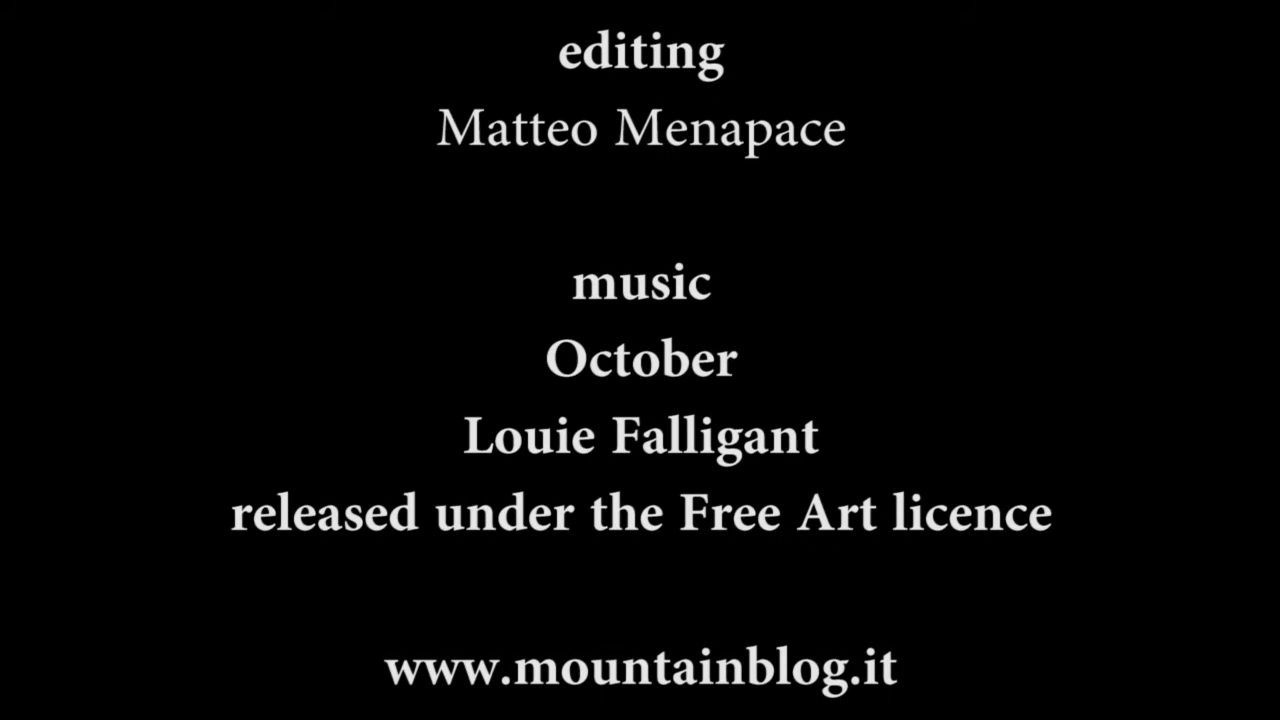 editing
Matteo Menapace
music
October
Louie Falligant
released under the Free Art licence
www.mountainblog.it